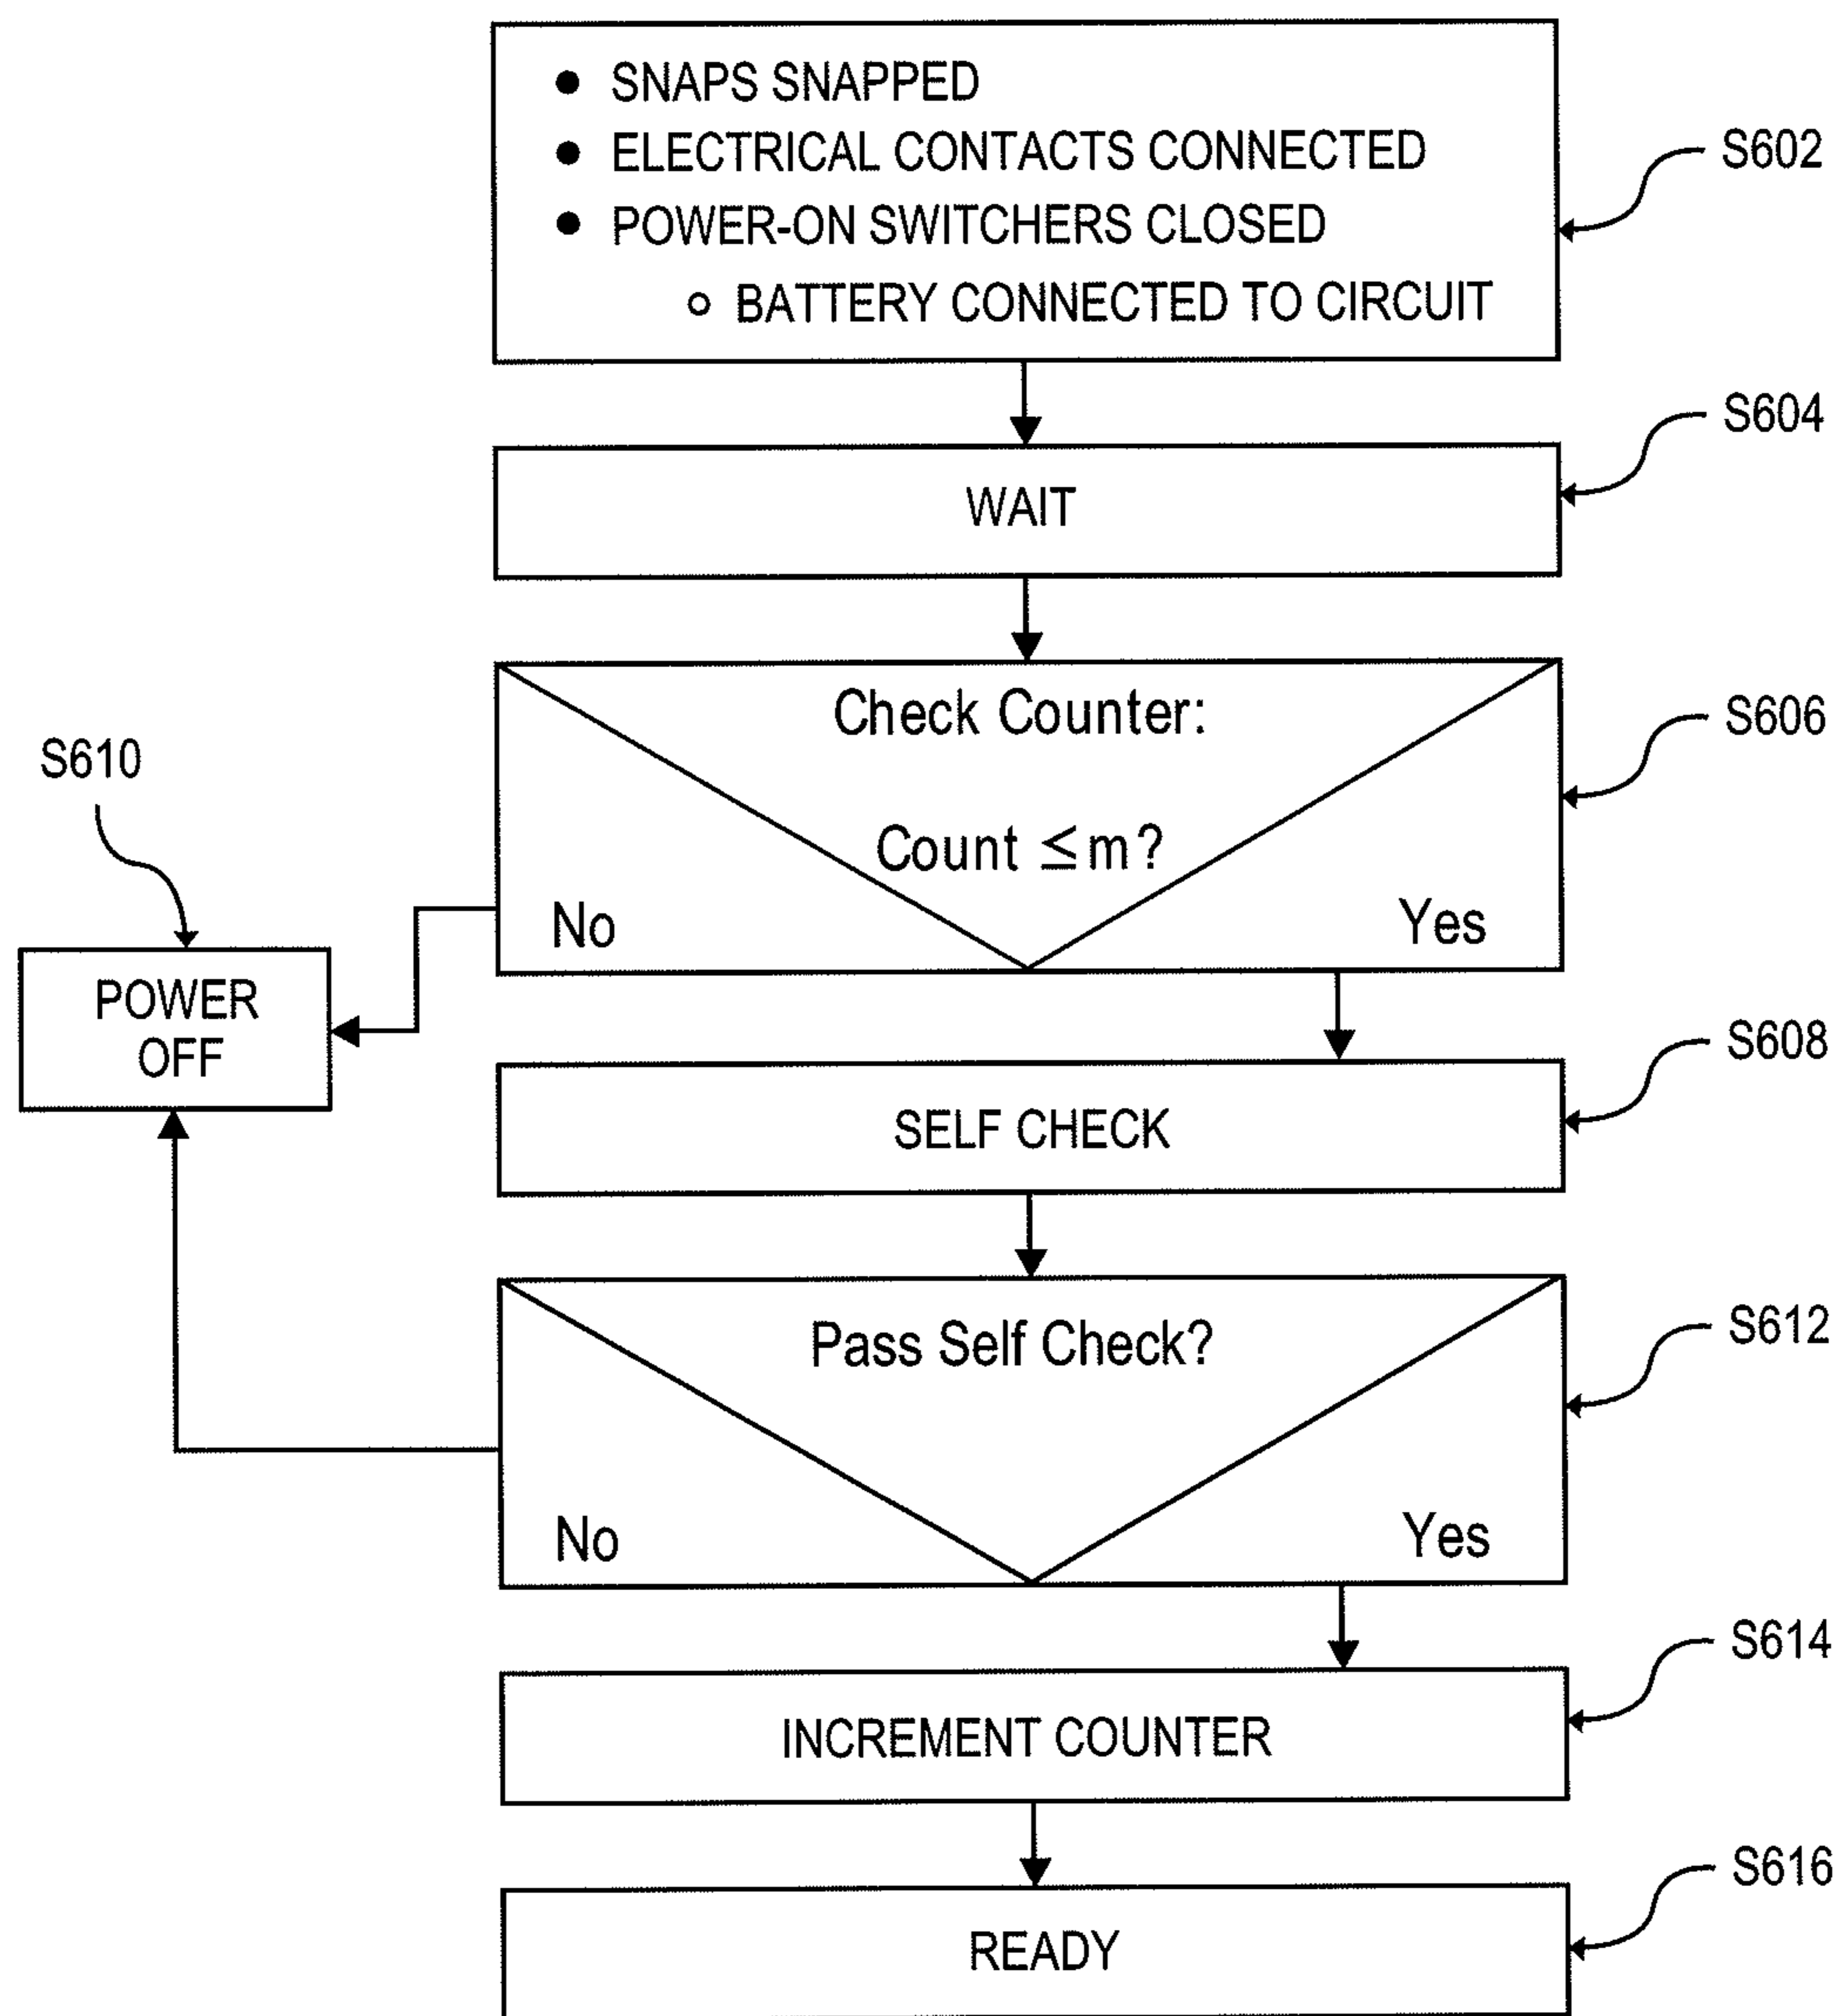 ● SNAPS SNAPPED
● ELECTRICAL CONTACTS CONNECTED
● POWER-ON SWITCHERS CLOSED
○ BATTERY CONNECTED TO CIRCUIT
S602
WAIT
S604
Check Counter:
Count ≤ m?
No
Yes
S606
S610
POWER
OFF
SELF CHECK
S608
Pass Self Check?
No
Yes
S612
INCREMENT COUNTER
S614
READY
S616